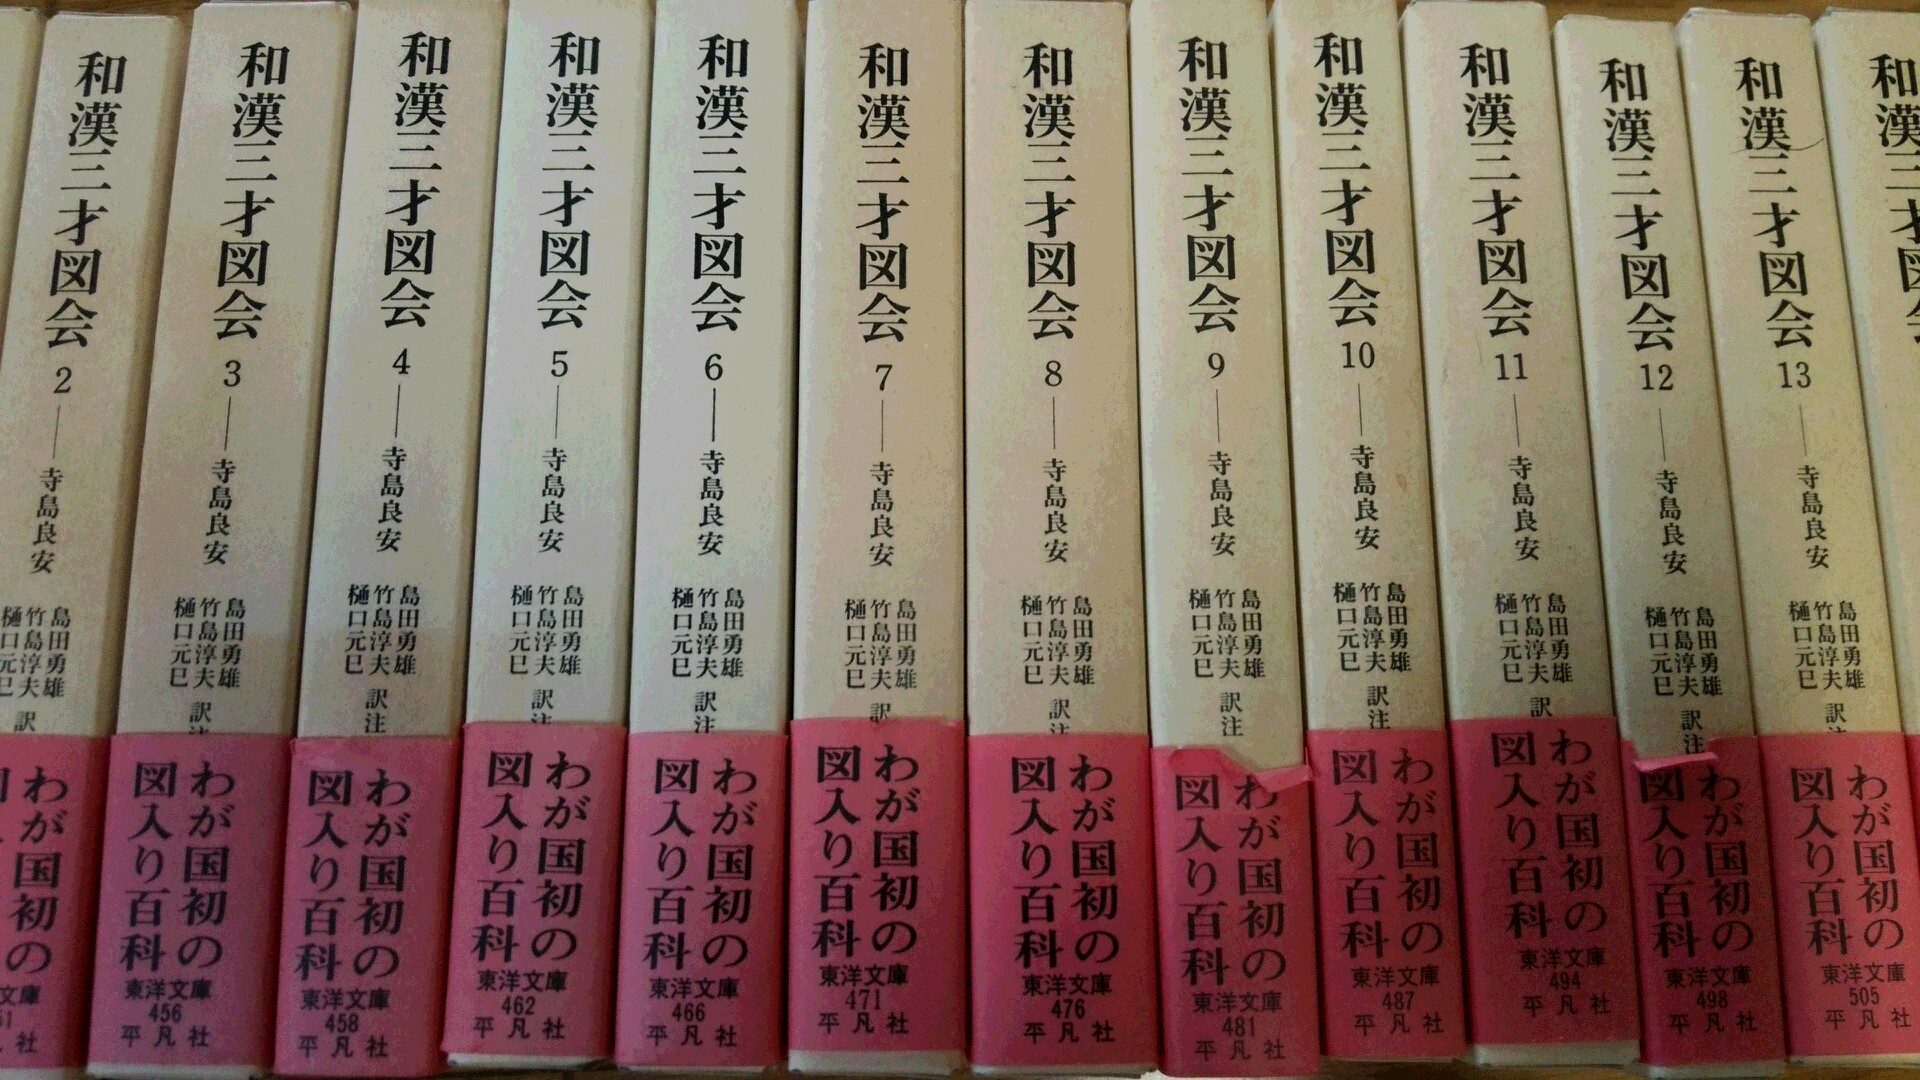 和漢三才図会 2
寺島良安
島田勇雄
竹島淳夫
樋口元巳
訳
わが国初の
文庫
社
和漢三才図会 3
寺島良安
島田勇雄
竹島淳夫
樋口元巳
訳
わが国初の
図入り百科
東洋文庫
456
平凡社
和漢三才図会 4
寺島良安
島田勇雄
竹島淳夫
樋口元巳
訳注
わが国初の
図入り百科
東洋文庫
458
平凡社
和漢三才図会 5
寺島良安
島田勇雄
竹島淳夫
樋口元巳
訳注
わが国初の
図入り百科
東洋文庫
462
平凡社
和漢三才図会 6
寺島良安
島田勇雄
竹島淳夫
樋口元巳
訳注
わが国初の
図入り百科
東洋文庫
466
平凡社
和漢三才図会 7
寺島良安
島田勇雄
竹島淳夫
樋口元巳
訳
わが国初の
図入り百科
東洋文庫
471
平凡社
和漢三才図会 8
寺島良安
島田勇雄
竹島淳夫
樋口元巳
訳注
わが国初の
図入り百科
東洋文庫
476
平凡社
和漢三才図会 9
寺島良安
島田勇雄
竹島淳夫
樋口元巳
訳注
わが国初の
図入り百科
東洋文庫
481
平凡社
和漢三才図会 10
寺島良安
島田勇雄
竹島淳夫
樋口元巳
訳注
わが国初の
図入り百科
東洋文庫
487
平凡社
和漢三才図会 11
寺島良安
島田勇雄
竹島淳夫
樋口元巳
訳
わが国初の
図入り百科
東洋文庫
494
平凡社
和漢三才図会 12
寺島良安
島田勇雄
竹島淳夫
樋口元巳
訳注
わが国初の
図入り百科
東洋文庫
498
平凡社
和漢三才図会 13
寺島良安
島田勇雄
竹島淳夫
樋口元巳
訳
わが国初の
図入り百科
東洋文庫
505
平凡社
和漢三才図会